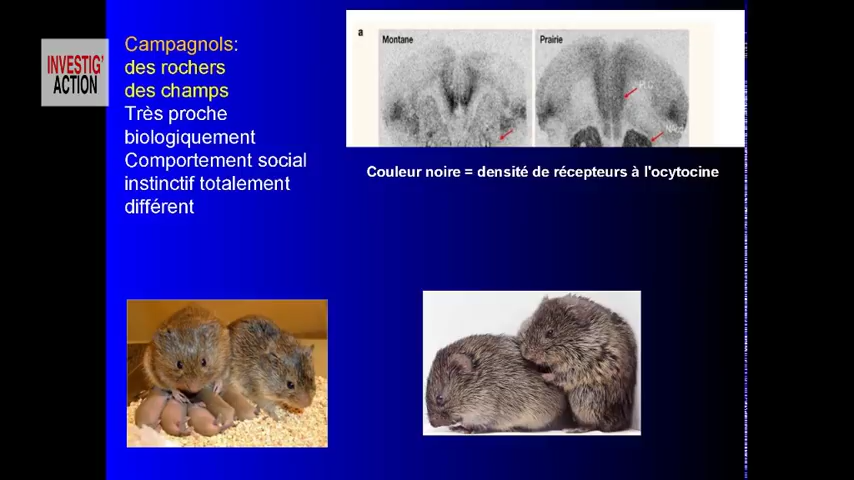 INVESTIG'
ACTION
Campagnols:
des rochers
des champs
Très proche
biologiquement
Comportement social
instinctif totalement
différent
a
Montane
Prairie
Couleur noire = densité de récepteurs à l'ocytocine